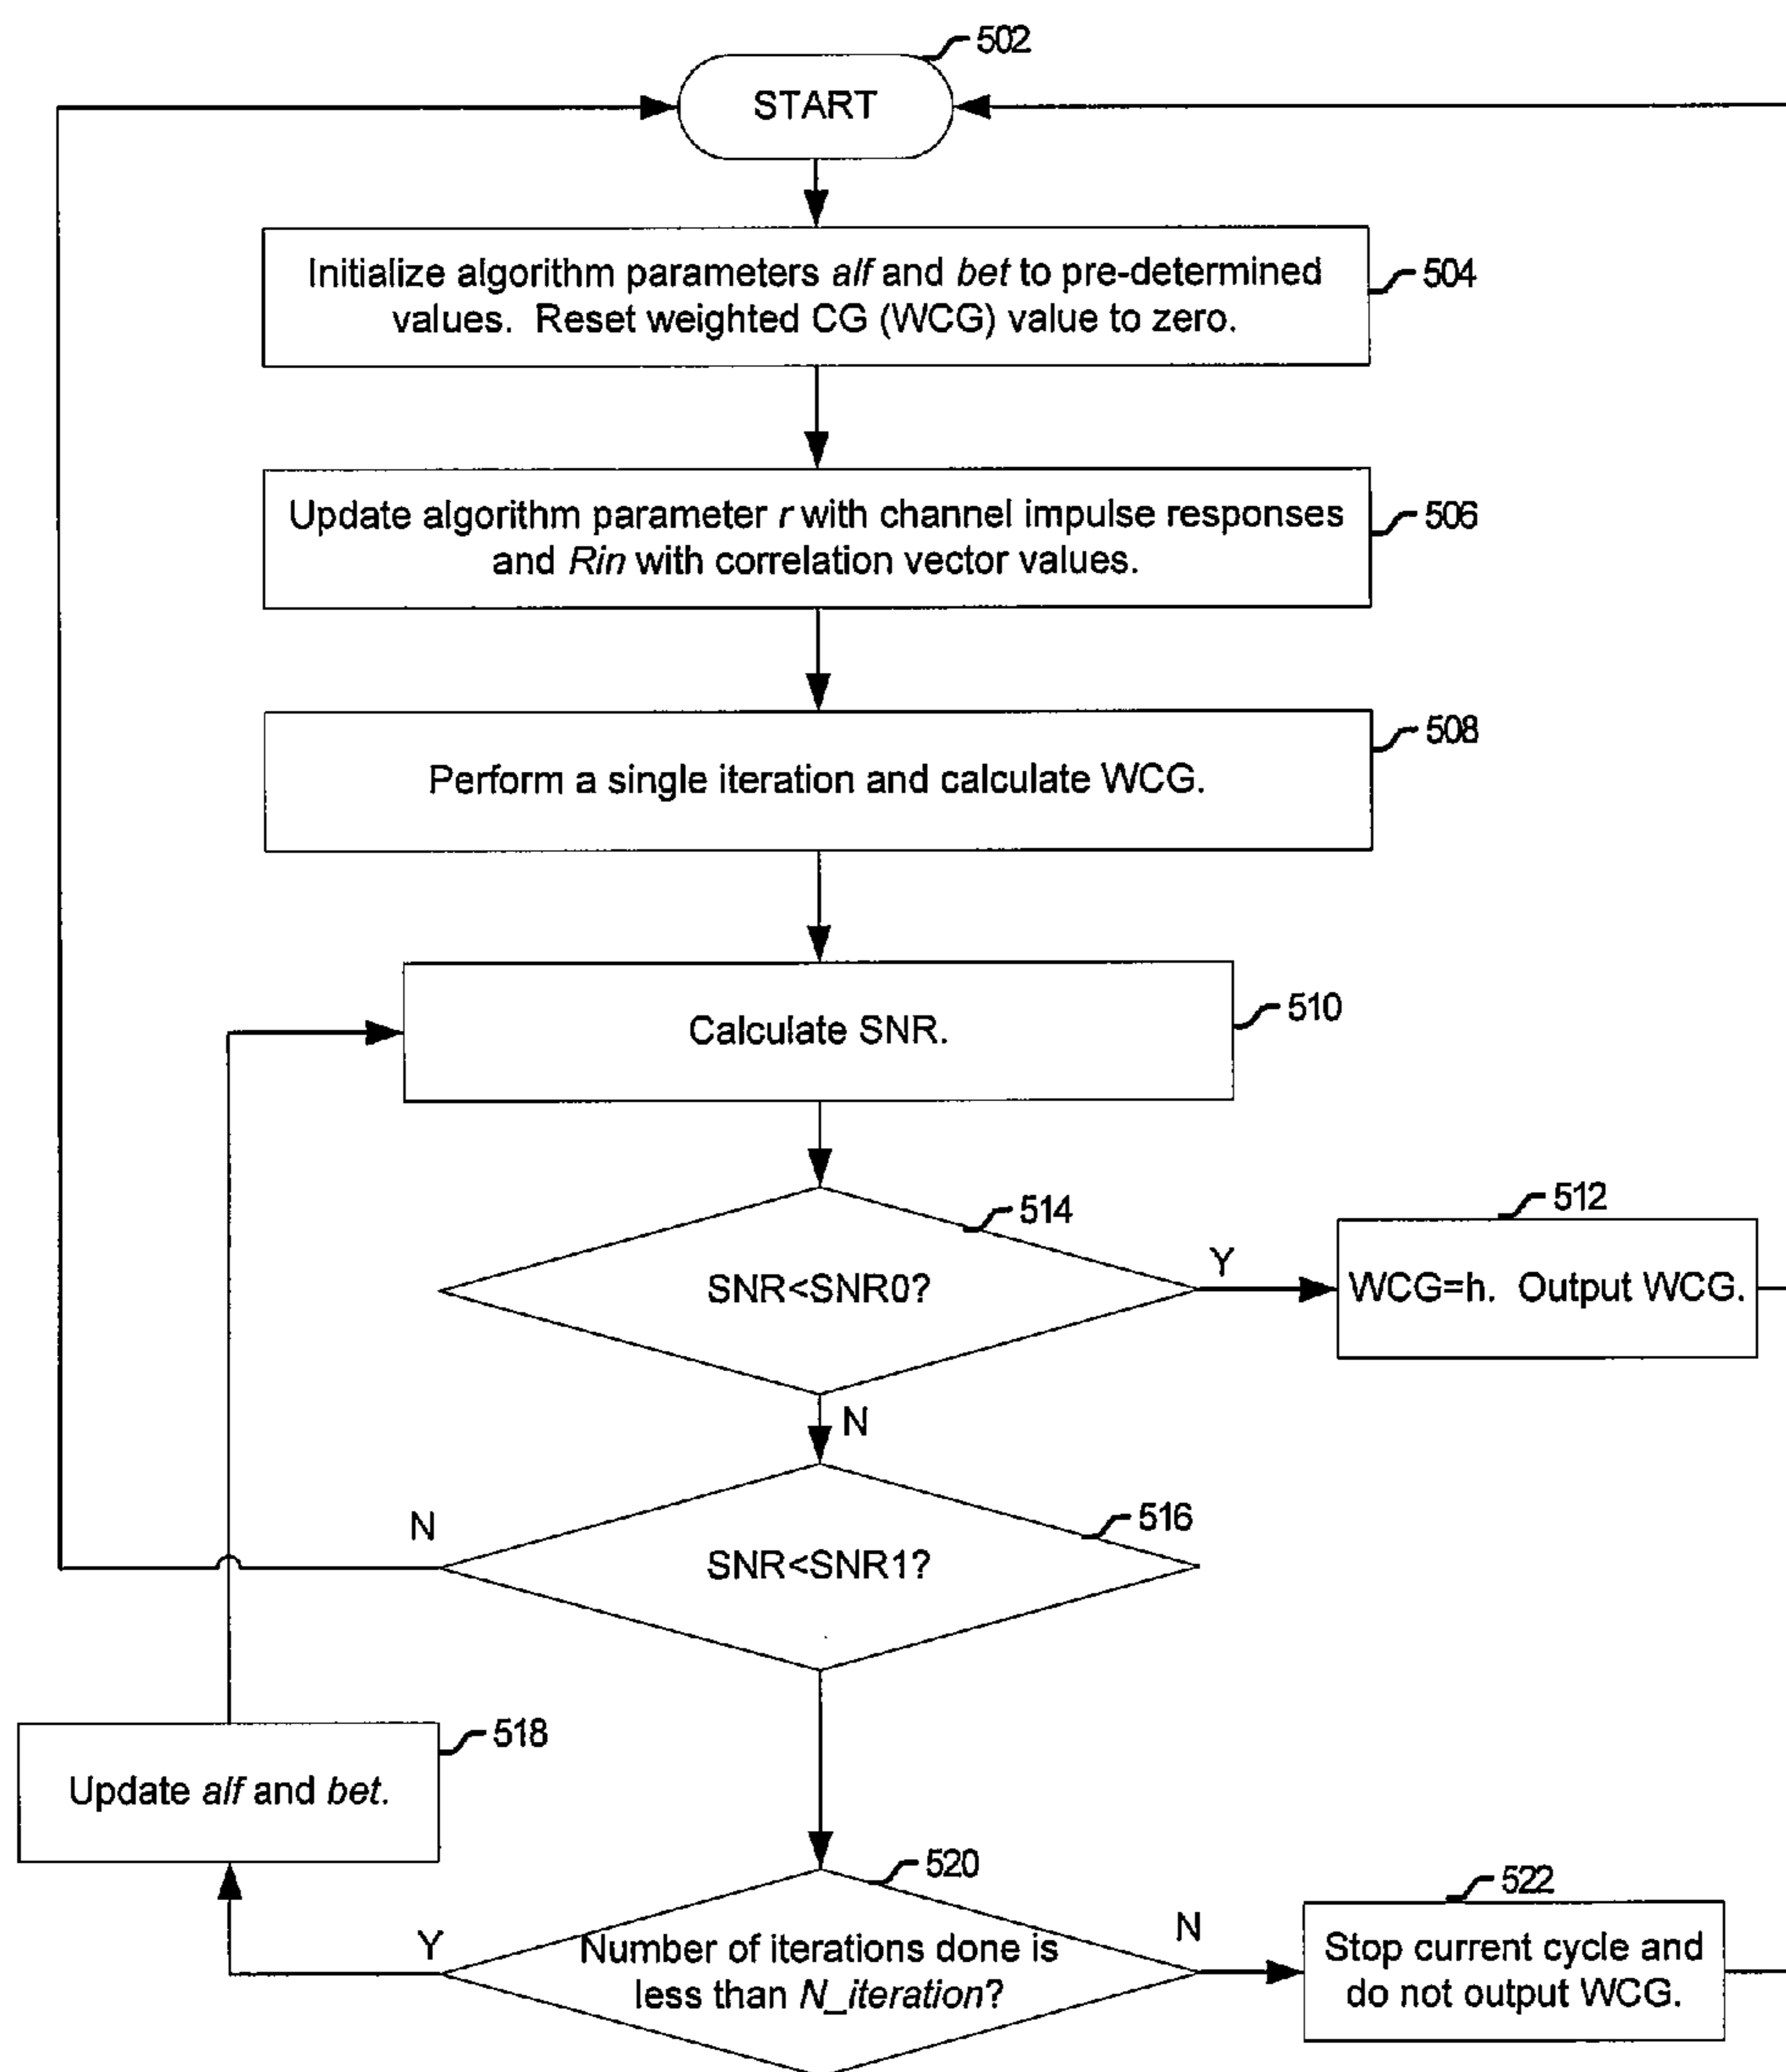 502
START
Initialize algorithm parameters alf and bet to pre-determined
values. Reset weighted CG (WCG) value to zero.
504
Update algorithm parameter r with channel impulse responses
and Rin with correlation vector values.
506
508
Perform a single iteration and calculate WCG.
510
Calculate SNR.
514
512
SNR<SNR0?
Y
WCG=h. Output WCG.
N
516
N
SNR<SNR1?
518
Update alf and bet.
520
522
Y
Number of iterations done is
less than N_iteration?
N
Stop current cycle and
do not output WCG.